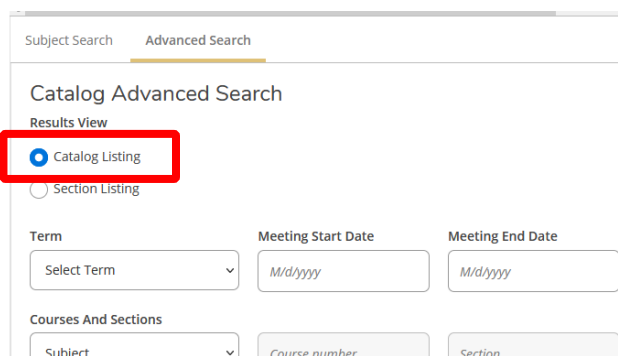 Subject Search Advanced Search
Catalog Advanced Search
Results View
Catalog Listing
Section Listing
Term Meeting Start Date Meeting End Date
Select Term M/d/yyyy M/d/yyyy
Courses And Sections
Subject Course number Section